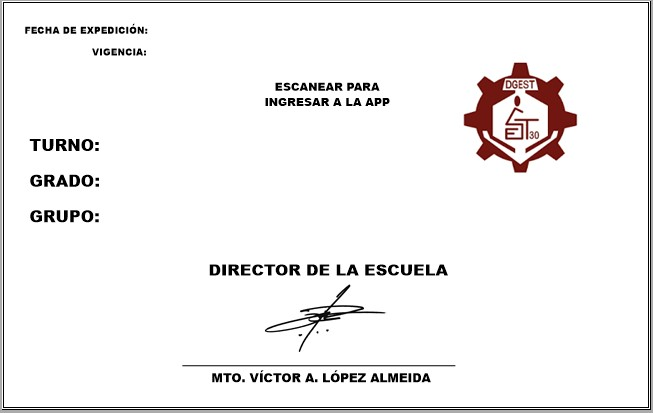 FECHA DE EXPEDICIÓN:
VIGENCIA:
ESCANEAR PARA
INGRESAR A LA APP
DGEST
EST 30
TURNO:
GRADO:
GRUPO:
DIRECTOR DE LA ESCUELA
MTO. VÍCTOR A. LÓPEZ ALMEIDA